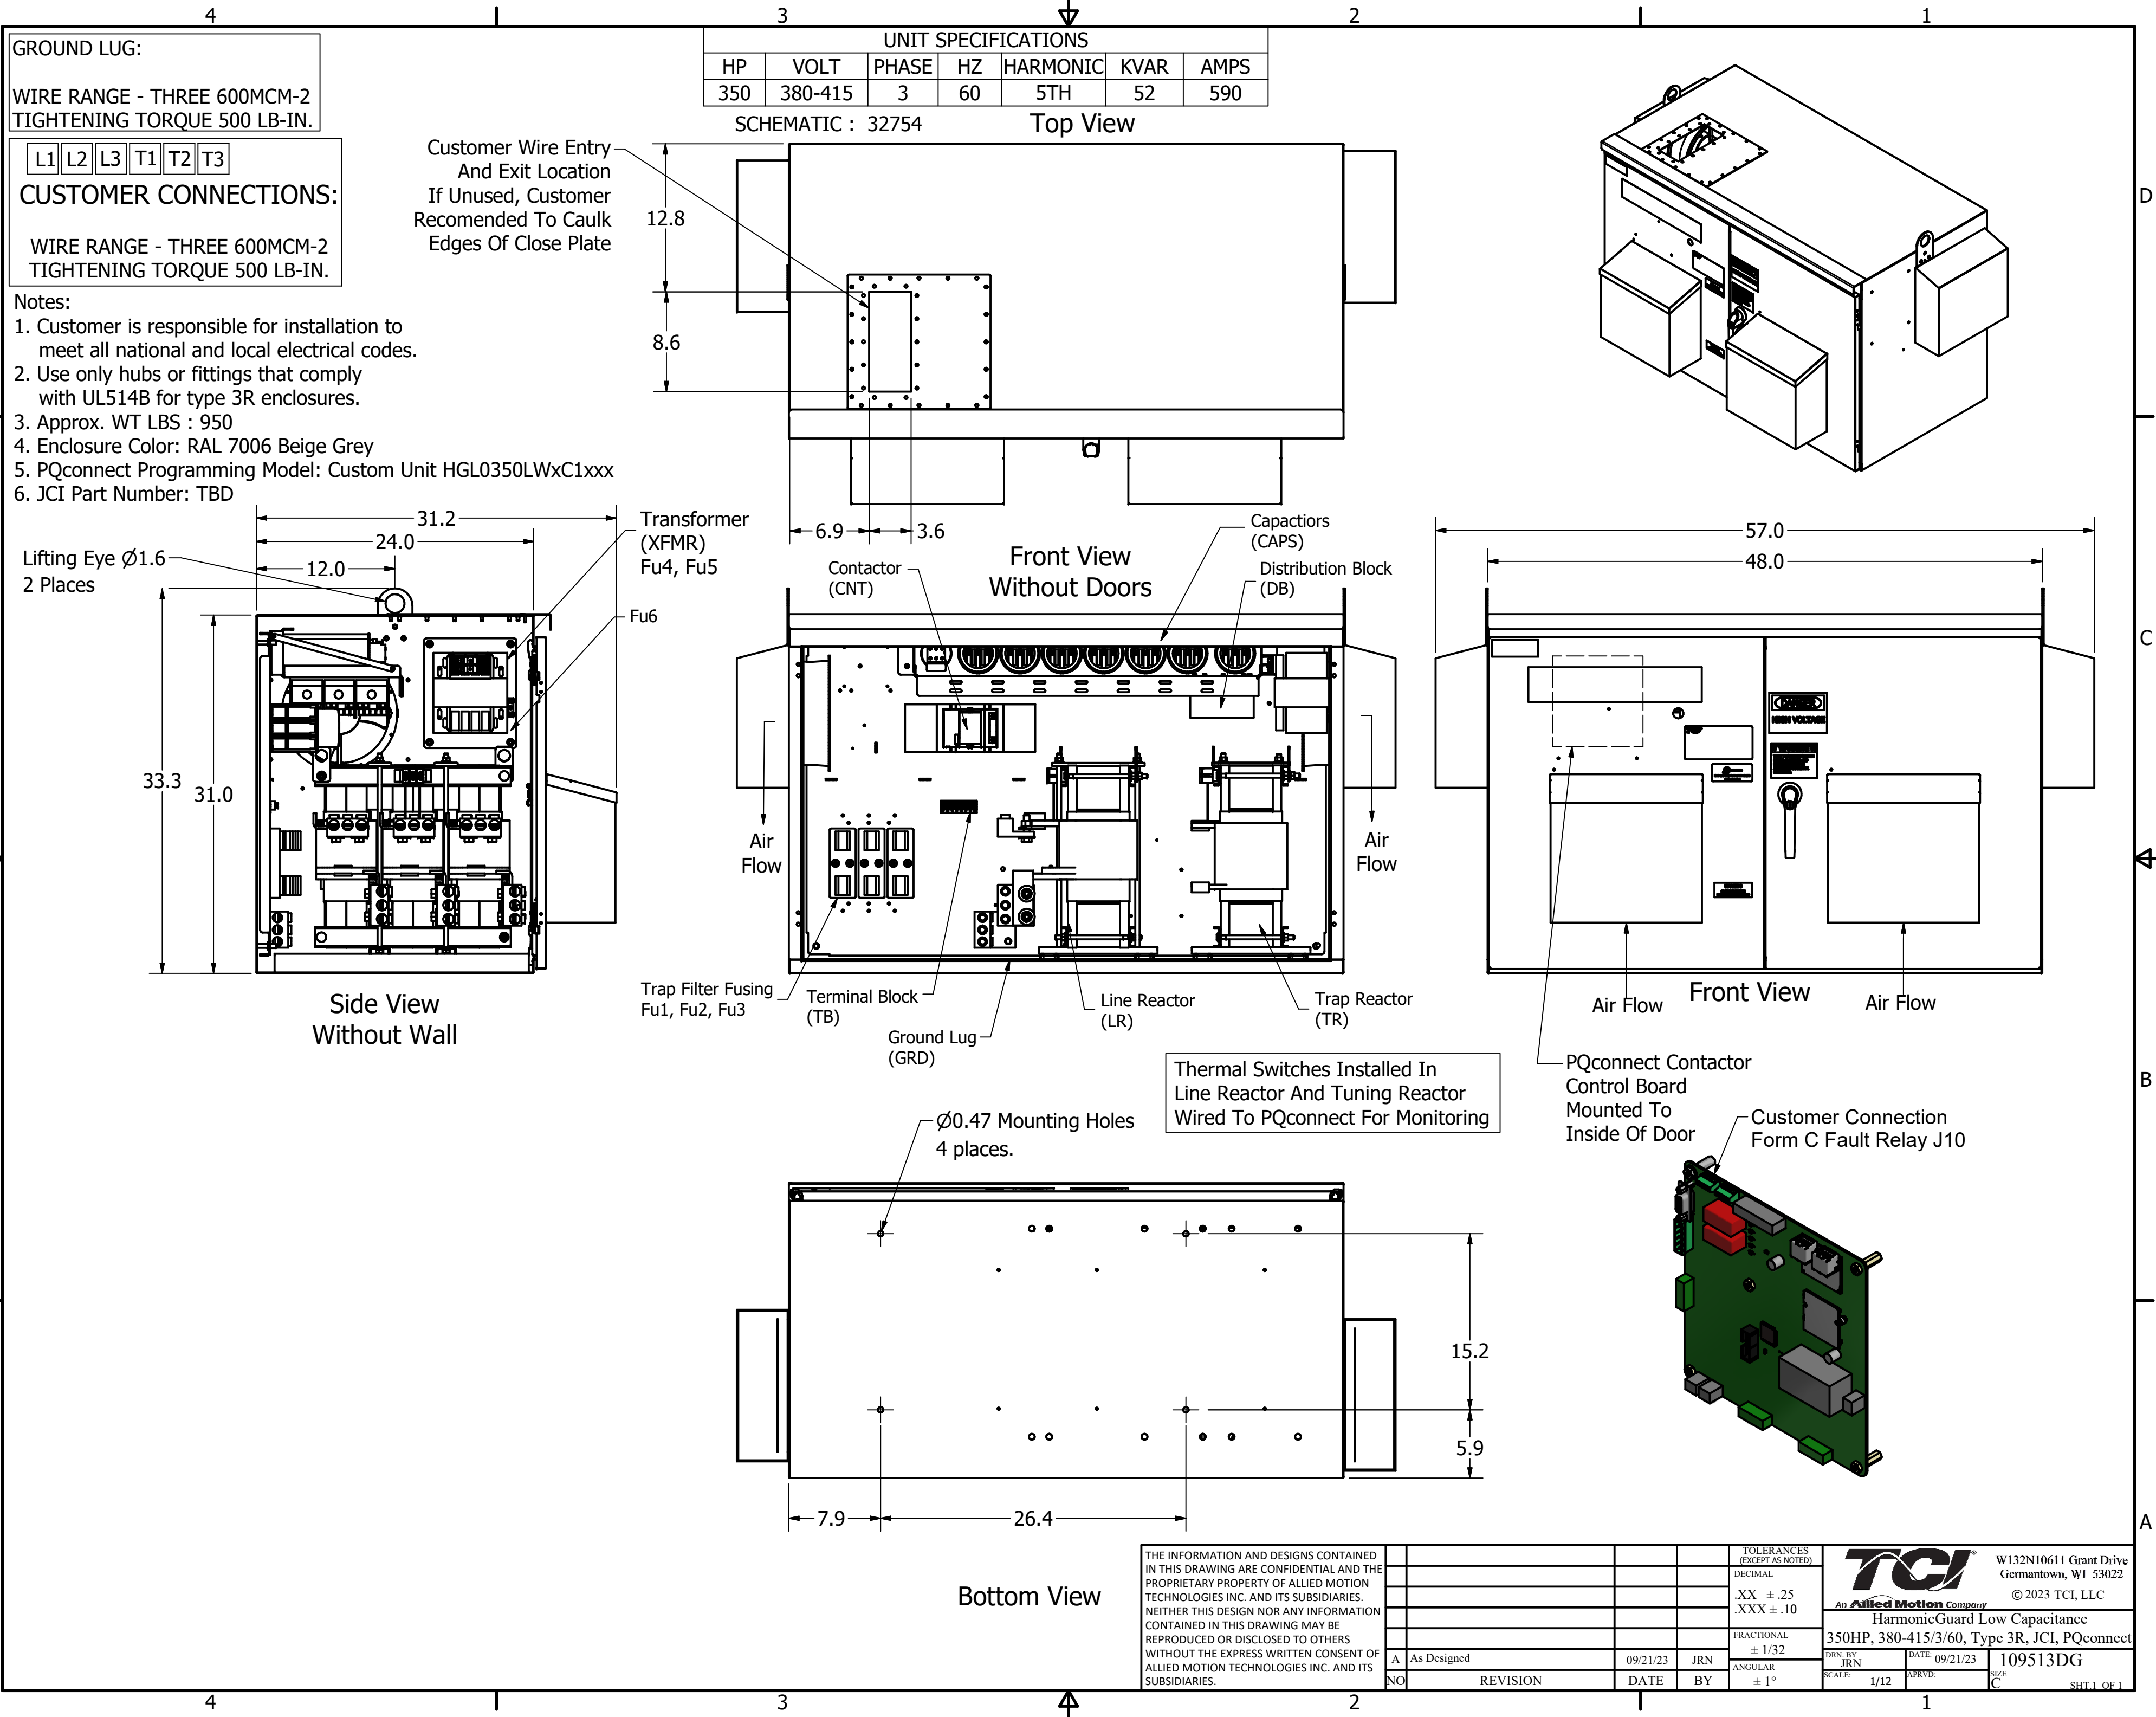 4
3
2
1
GROUND LUG:
WIRE RANGE - THREE 600MCM-2
TIGHTENING TORQUE 500 LB-IN.
L1 L2 L3 T1 T2 T3
CUSTOMER CONNECTIONS:
WIRE RANGE - THREE 600MCM-2
TIGHTENING TORQUE 500 LB-IN.
Notes:
1. Customer is responsible for installation to
meet all national and local electrical codes.
2. Use only hubs or fittings that comply
with UL514B for type 3R enclosures.
3. Approx. WT LBS : 950
4. Enclosure Color: RAL 7006 Beige Grey
5. PQconnect Programming Model: Custom Unit HGL0350LWxC1xxx
6. JCI Part Number: TBD
UNIT SPECIFICATIONS
HP VOLT PHASE HZ HARMONIC KVAR AMPS
350 380-415 3 60 5TH 52 590
SCHEMATIC : 32754
Top View
Customer Wire Entry
And Exit Location
If Unused, Customer
Recomended To Caulk
Edges Of Close Plate
12.8
8.6
6.9
3.6
D
31.2
24.0
12.0
Lifting Eye Ø1.6
2 Places
Transformer
(XFMR)
Fu4, Fu5
Fu6
33.3
31.0
Side View
Without Wall
Front View
Without Doors
Contactor
(CNT)
Capactiors
(CAPS)
Distribution Block
(DB)
Air
Flow
Air
Flow
Trap Filter Fusing
Fu1, Fu2, Fu3
Terminal Block
(TB)
Ground Lug
(GRD)
Line Reactor
(LR)
Trap Reactor
(TR)
57.0
48.0
DANGER
HIGH VOLTAGE
C
Air Flow
Front View
Air Flow
PQconnect Contactor
Control Board
Mounted To
Inside Of Door
Thermal Switches Installed In
Line Reactor And Tuning Reactor
Wired To PQconnect For Monitoring
B
Customer Connection
Form C Fault Relay J10
Ø0.47 Mounting Holes
4 places.
15.2
5.9
7.9
26.4
Bottom View
A
THE INFORMATION AND DESIGNS CONTAINED
IN THIS DRAWING ARE CONFIDENTIAL AND THE
PROPRIETARY PROPERTY OF ALLIED MOTION
TECHNOLOGIES INC. AND ITS SUBSIDIARIES.
NEITHER THIS DESIGN NOR ANY INFORMATION
CONTAINED IN THIS DRAWING MAY BE
REPRODUCED OR DISCLOSED TO OTHERS
WITHOUT THE EXPRESS WRITTEN CONSENT OF
ALLIED MOTION TECHNOLOGIES INC. AND ITS
SUBSIDIARIES.
A As Designed 09/21/23 JRN
NO REVISION DATE BY
TOLERANCES
(EXCEPT AS NOTED)
DECIMAL
.XX ± .25
.XXX ± .10
FRACTIONAL
± 1/32
ANGULAR
± 1°
TCI®
An Allied Motion Company
W132N10611 Grant Drive
Germantown, WI 53022
© 2023 TCI, LLC
HarmonicGuard Low Capacitance
350HP, 380-415/3/60, Type 3R, JCI, PQconnect
DRN. BY JRN
DATE: 09/21/23
109513DG
SCALE: 1/12
APRVD:
SIZE C
SHT.1 OF 1
4
3
2
1